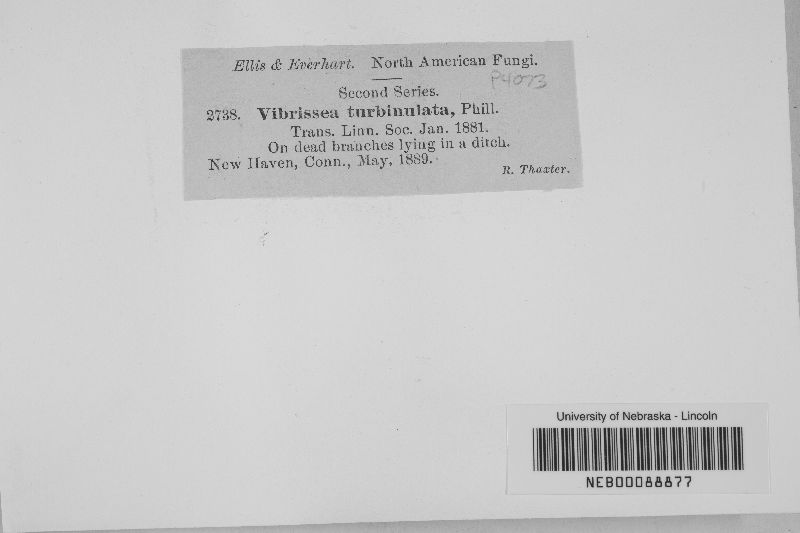 Ellis & Everhart. North American Fungi.
P4073
Second Series.
2738. Vibrissea turbinulata, Phill.
Trans. Linn. Soc. Jan. 1881.
On dead branches lying in a ditch.
New Haven, Conn., May, 1889.
R. Thaxter.
University of Nebraska - Lincoln
NEB00088877